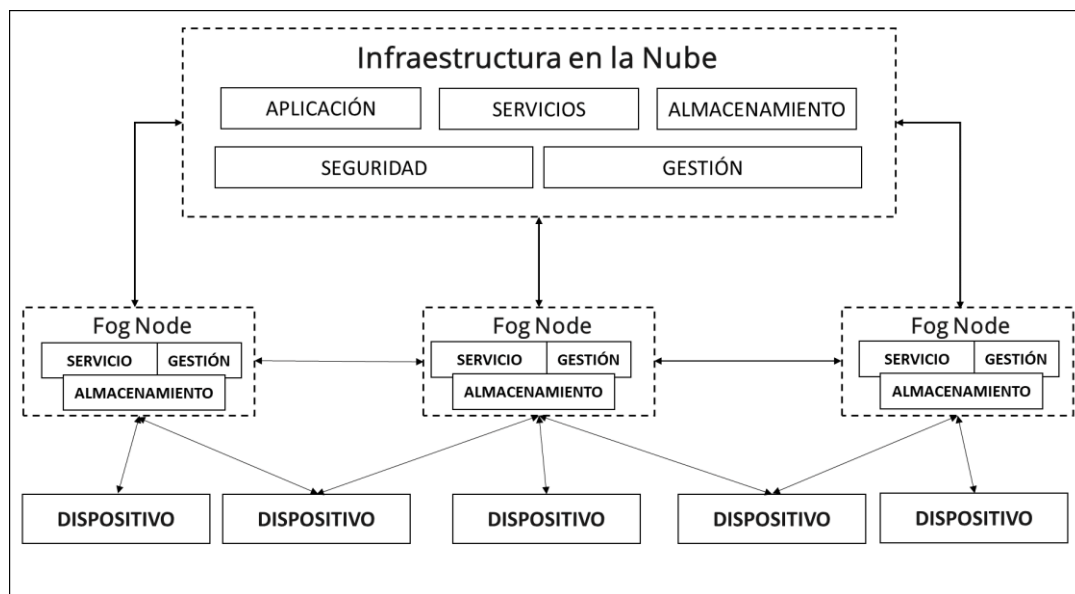 Infraestructura en la Nube
APLICACIÓN
SERVICIOS
ALMACENAMIENTO
SEGURIDAD
GESTIÓN
Fog Node
SERVICIO
GESTIÓN
ALMACENAMIENTO
Fog Node
SERVICIO
GESTIÓN
ALMACENAMIENTO
Fog Node
SERVICIO
GESTIÓN
ALMACENAMIENTO
DISPOSITIVO
DISPOSITIVO
DISPOSITIVO
DISPOSITIVO
DISPOSITIVO